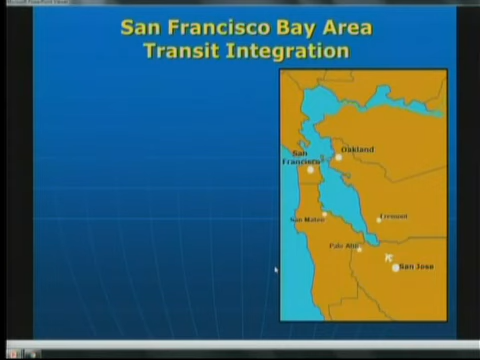 San Francisco Bay Area
Transit Integration
San
Francisco
Oakland
San Mateo
Fremont
Palo Alto
San Jose